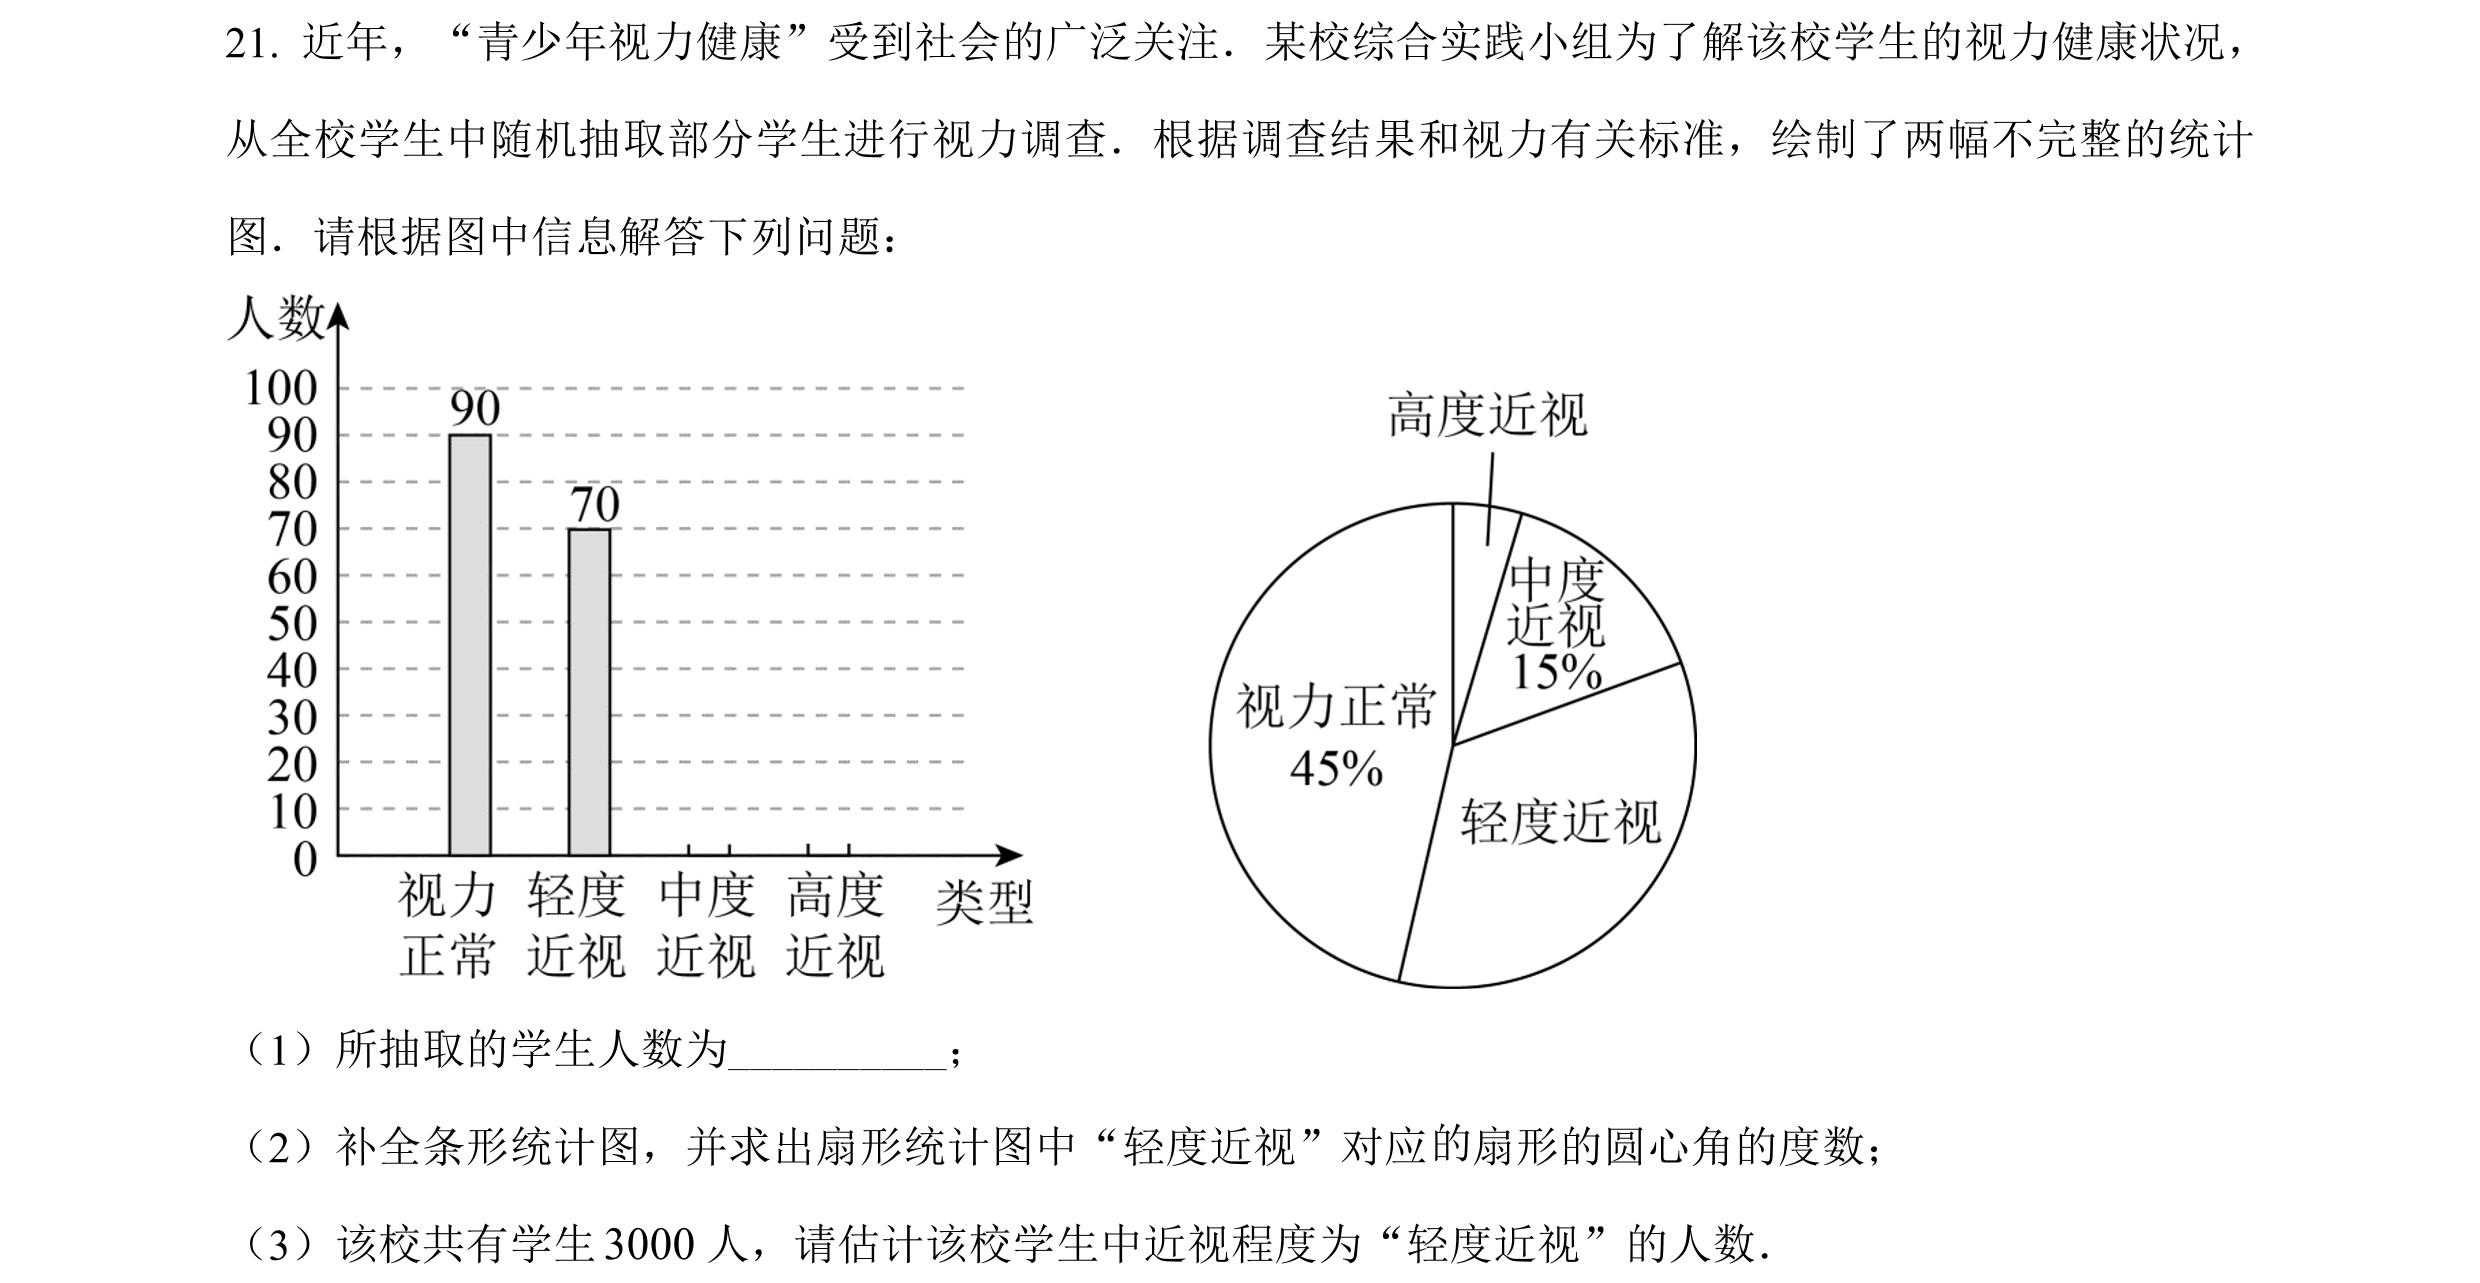 21. 近年，“青少年视力健康”受到社会的广泛关注．某校综合实践小组为了解该校学生的视力健康状况，
从全校学生中随机抽取部分学生进行视力调查．根据调查结果和视力有关标准，绘制了两幅不完整的统计
图．请根据图中信息解答下列问题：
人数
100
90
80
70
60
50
40
30
20
10
0
90
70
视力
正常
轻度
近视
中度
近视
高度
近视
类型
高度近视
中度
近视
15%
视力正常
45%
轻度近视
（1）所抽取的学生人数为__________；
（2）补全条形统计图，并求出扇形统计图中“轻度近视”对应的扇形的圆心角的度数；
（3）该校共有学生3000 人，请估计该校学生中近视程度为“轻度近视”的人数．